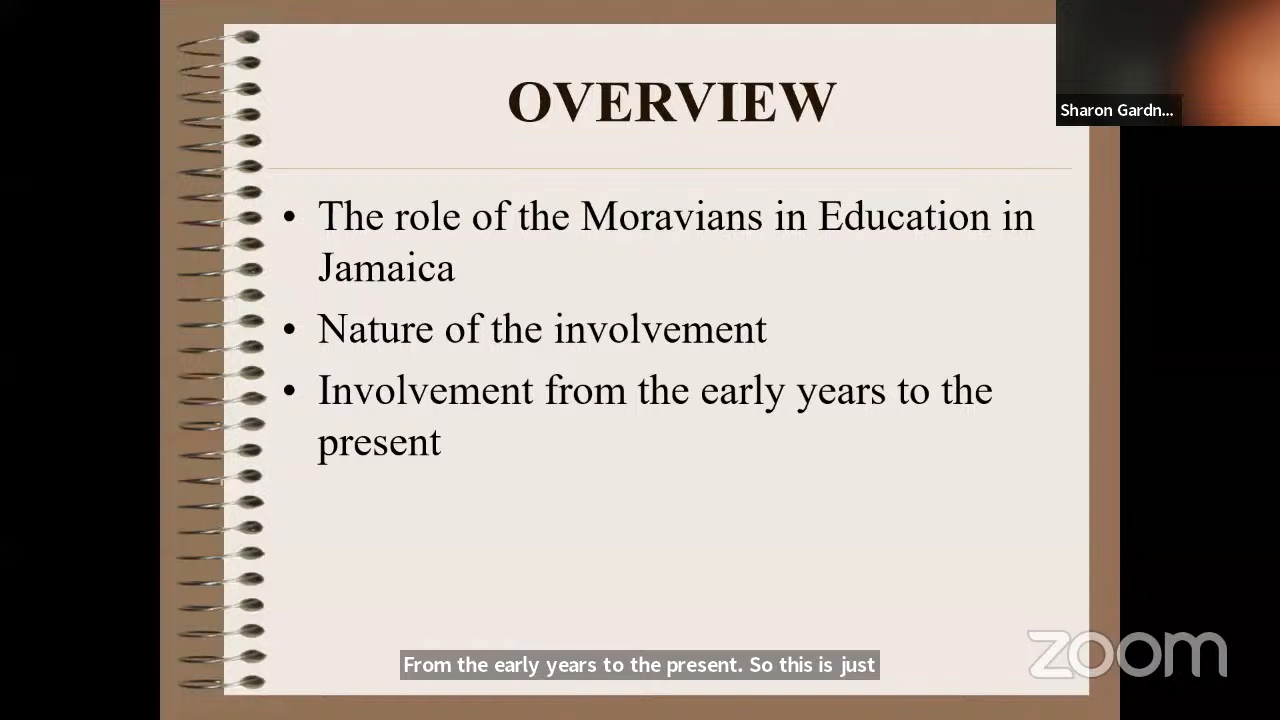 OVERVIEW
Sharon Gardn...
• The role of the Moravians in Education in
Jamaica
• Nature of the involvement
• Involvement from the early years to the
present
From the early years to the present. So this is just
zoom